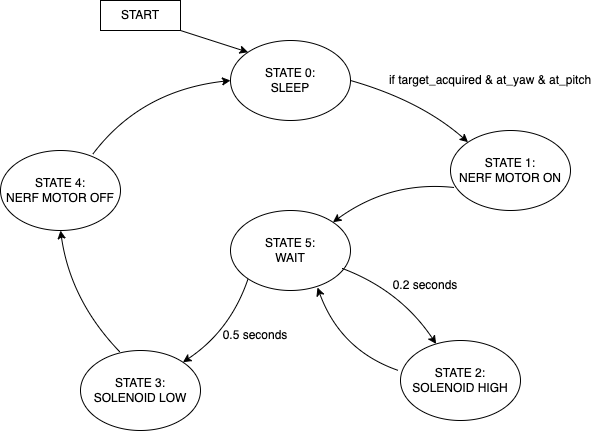 START
STATE 0:
SLEEP
if target_acquired & at_yaw & at_pitch
STATE 1:
NERF MOTOR ON
STATE 4:
NERF MOTOR OFF
STATE 5:
WAIT
0.2 seconds
0.5 seconds
STATE 2:
SOLENOID HIGH
STATE 3:
SOLENOID LOW